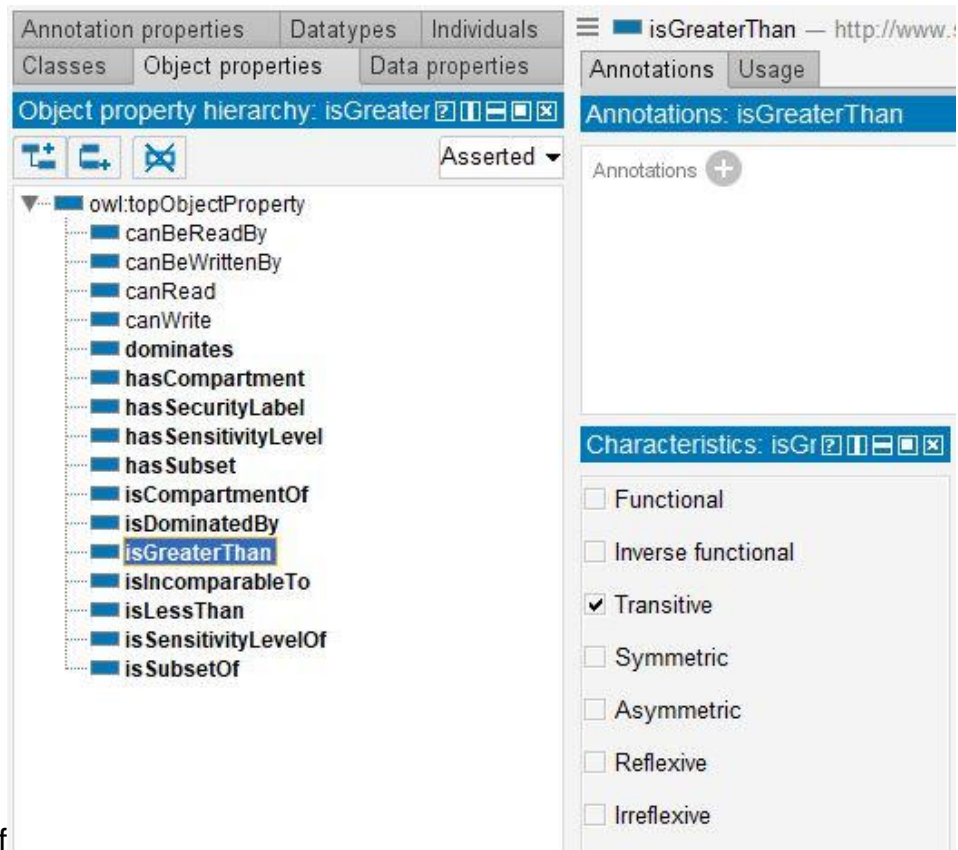 Annotation properties Datatypes Individuals
Classes Object properties Data properties
Object property hierarchy: isGreater
Asserted
owl:topObjectProperty
canBeReadBy
canBeWrittenBy
canRead
canWrite
dominates
hasCompartment
hasSecurityLabel
hasSensitivityLevel
hasSubset
isCompartmentOf
isDominatedBy
isGreaterThan
isIncomparableTo
isLessThan
isSensitivityLevelOf
isSubsetOf
f
isGreaterThan — http://www.s
Annotations Usage
Annotations: isGreaterThan
Annotations
Characteristics: isGr
Functional
Inverse functional
Transitive
Symmetric
Asymmetric
Reflexive
Irreflexive